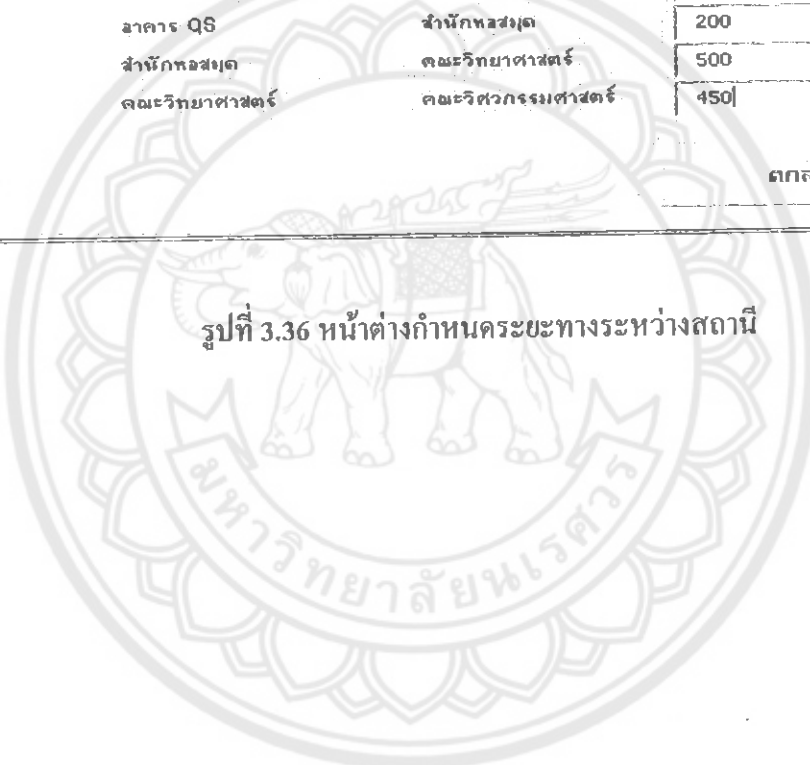 อาคาร QS สำนักหอสมุด 200
สำนักหอสมุด คณะวิทยาศาสตร์ 500
คณะวิทยาศาสตร์ คณะวิศวกรรมศาสตร์ 450
ตกล
รูปที่ 3.36 หน้าต่างกำหนดระยะทางระหว่างสถานี
มหาวิทยาลัยนเรศวร